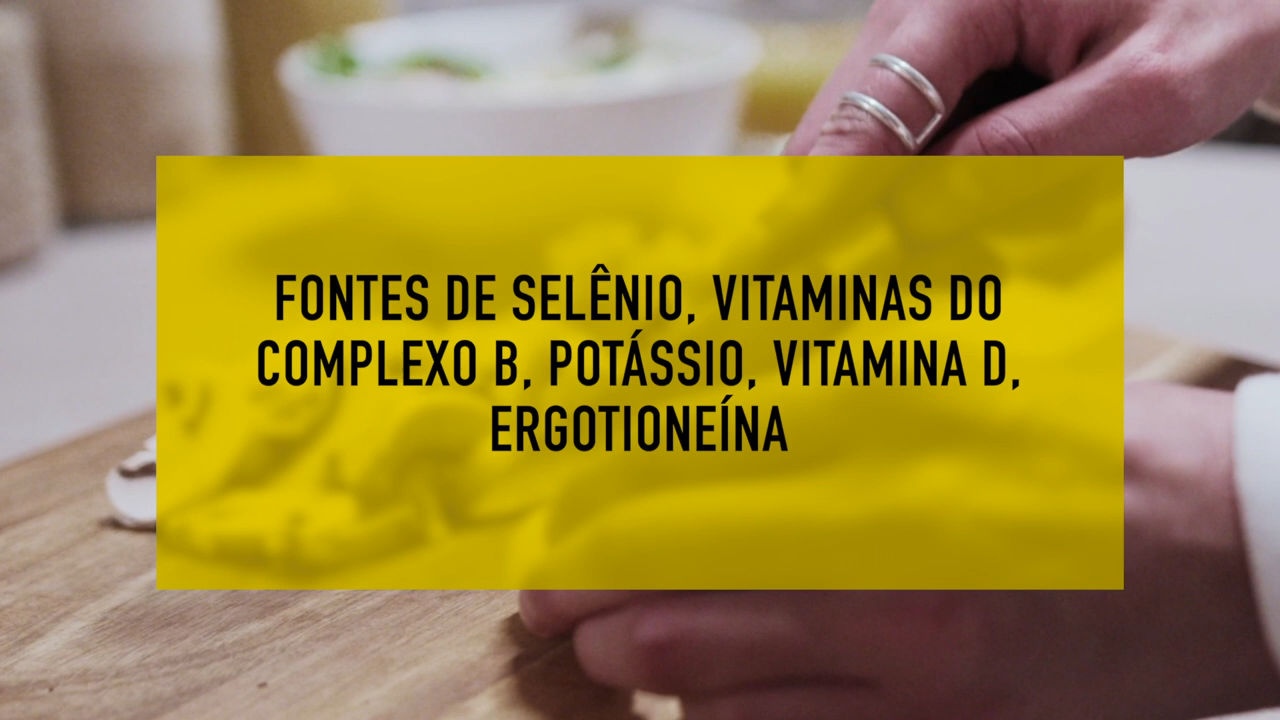 FONTES DE SELÊNIO, VITAMINAS DO
COMPLEXO B, POTÁSSIO, VITAMINA D,
ERGOTIONEÍNA